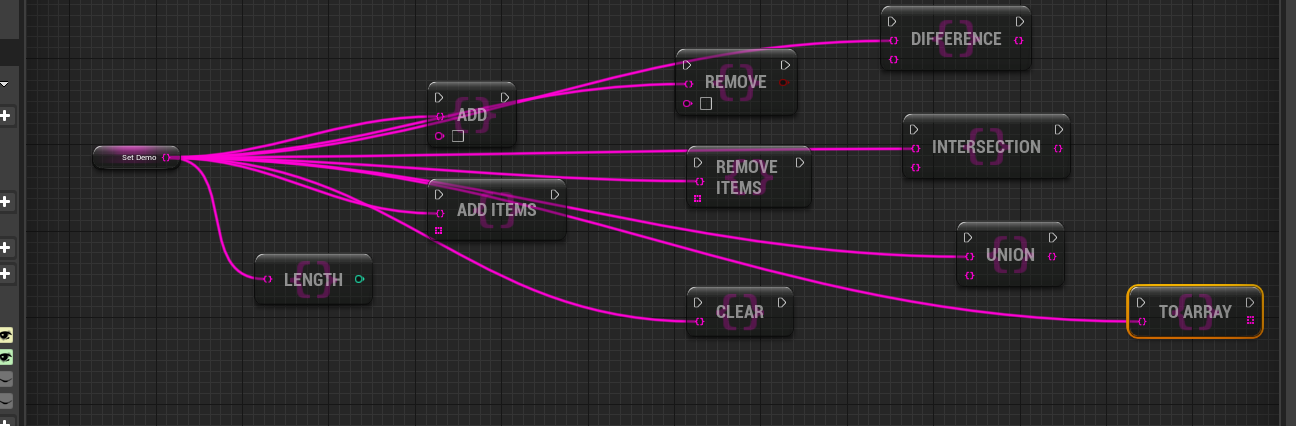 DIFFERENCE
REMOVE
ADD
INTERSECTION
Set Demo
REMOVE
ITEMS
ADD ITEMS
UNION
LENGTH
CLEAR
TO ARRAY